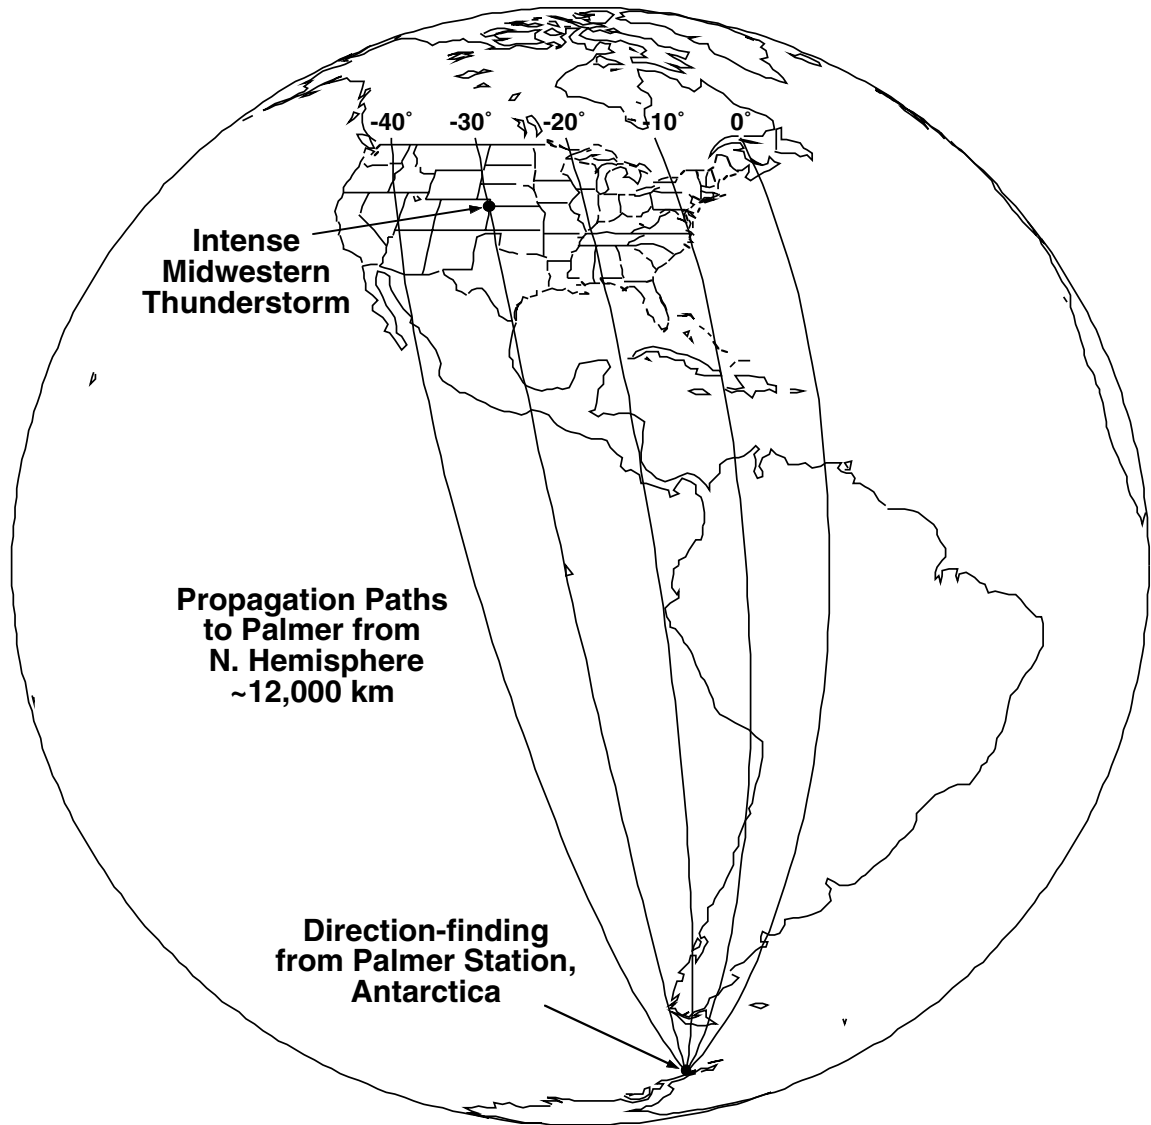 -40° -30° -20° -10° 0°
Intense
Midwestern
Thunderstorm
Propagation Paths
to Palmer from
N. Hemisphere
~12,000 km
Direction-finding
from Palmer Station,
Antarctica